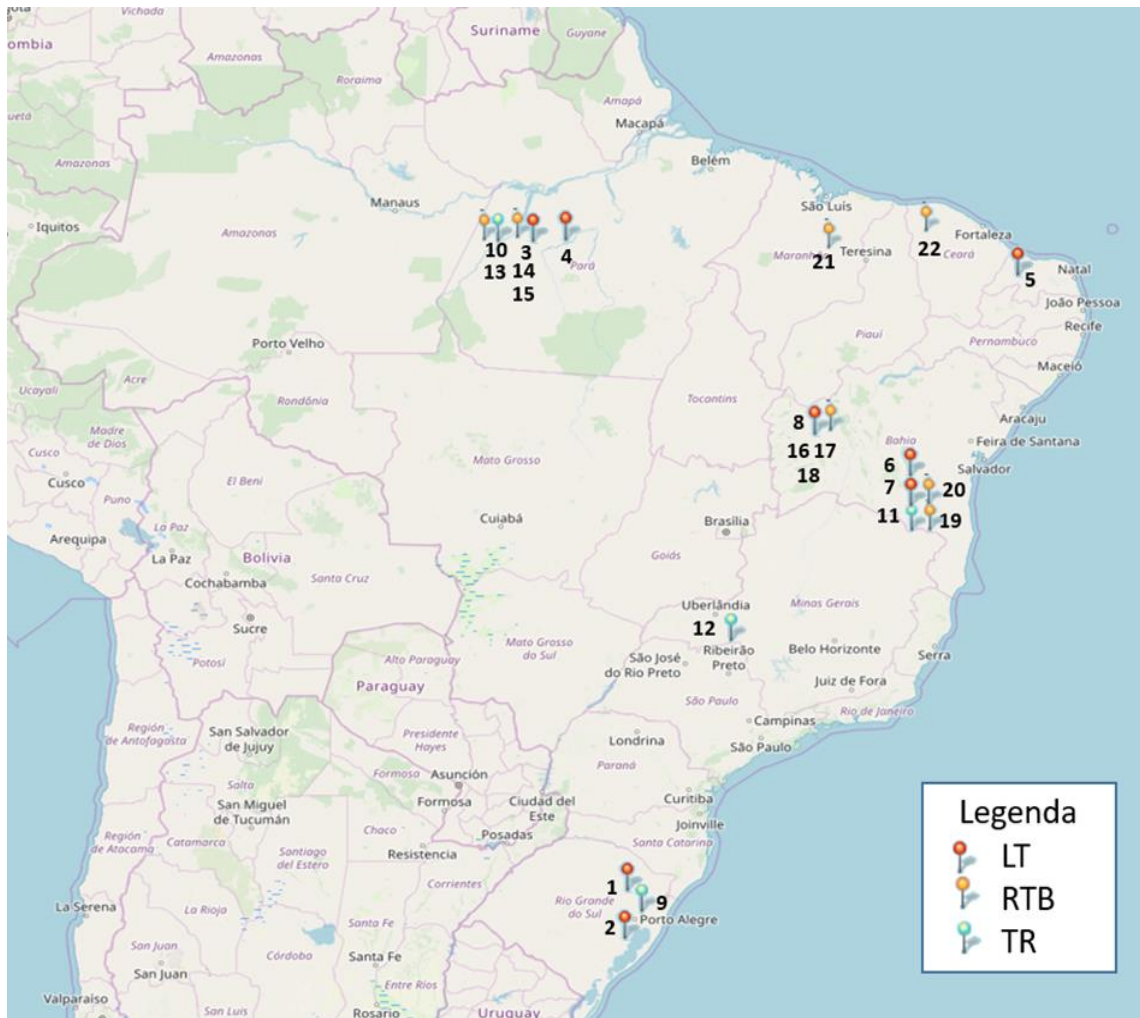 Vichada
Suriname
Guyane
ombia
Amazonas
Roraima
Amapá
Macapá
Amazonas
Belém
Manaus
São Luís
Iquitos
Amazonas
Fortaleza
10
3
4
Pará
Maranh
21
Teresina
22
Ceará
5
Natal
13
14
15
João Pessoa
Recife
Piauí
Pernambuco
Porto Velho
Maceió
Ucayali
Acre
Rondônia
Tocantins
8
Aracaju
Madre
de Dios
Bahia
Feira de Santana
16 17
6
Salvador
Cusco
Cusco
Mato Grosso
18
7
20
Puno
El Beni
11
19
Arequipa
La Paz
La Paz
Cuiabá
Brasília
Bolivia
Goiás
Cochabamba
Santa Cruz
Sucre
Uberlândia
Minas Gerais
12
Mato Grosso
do Sul
Belo Horizonte
Serra
Potosí
Alto Paraguay
São José
do Rio Preto
Ribeirão
Preto
Juiz de Fora
Paraguay
São Paulo
Rio de Janeiro
Región
de Antofagasta
San Salvador
de Jujuy
Presidente
Hayes
Campinas
Londrina
São Paulo
Salta
Formosa
Asunción
Paraná
San Miguel
de Tucumán
Formosa
Ciudad del
Este
Curitiba
Joinville
Región
de Atacama
Catamarca
Chaco
Posadas
Santa Catarina
Santiago
del Estero
Resistencia
Corrientes
1
La Serena
La Rioja
Rio Grande
do Sul
9
Santa Fe
2
Porto Alegre
San Juan
San Juan
Córdoba
Santa Fe
Entre Ríos
Valparaíso
San Luis
Rosario
Uruguay
Legenda
LT
RTB
TR